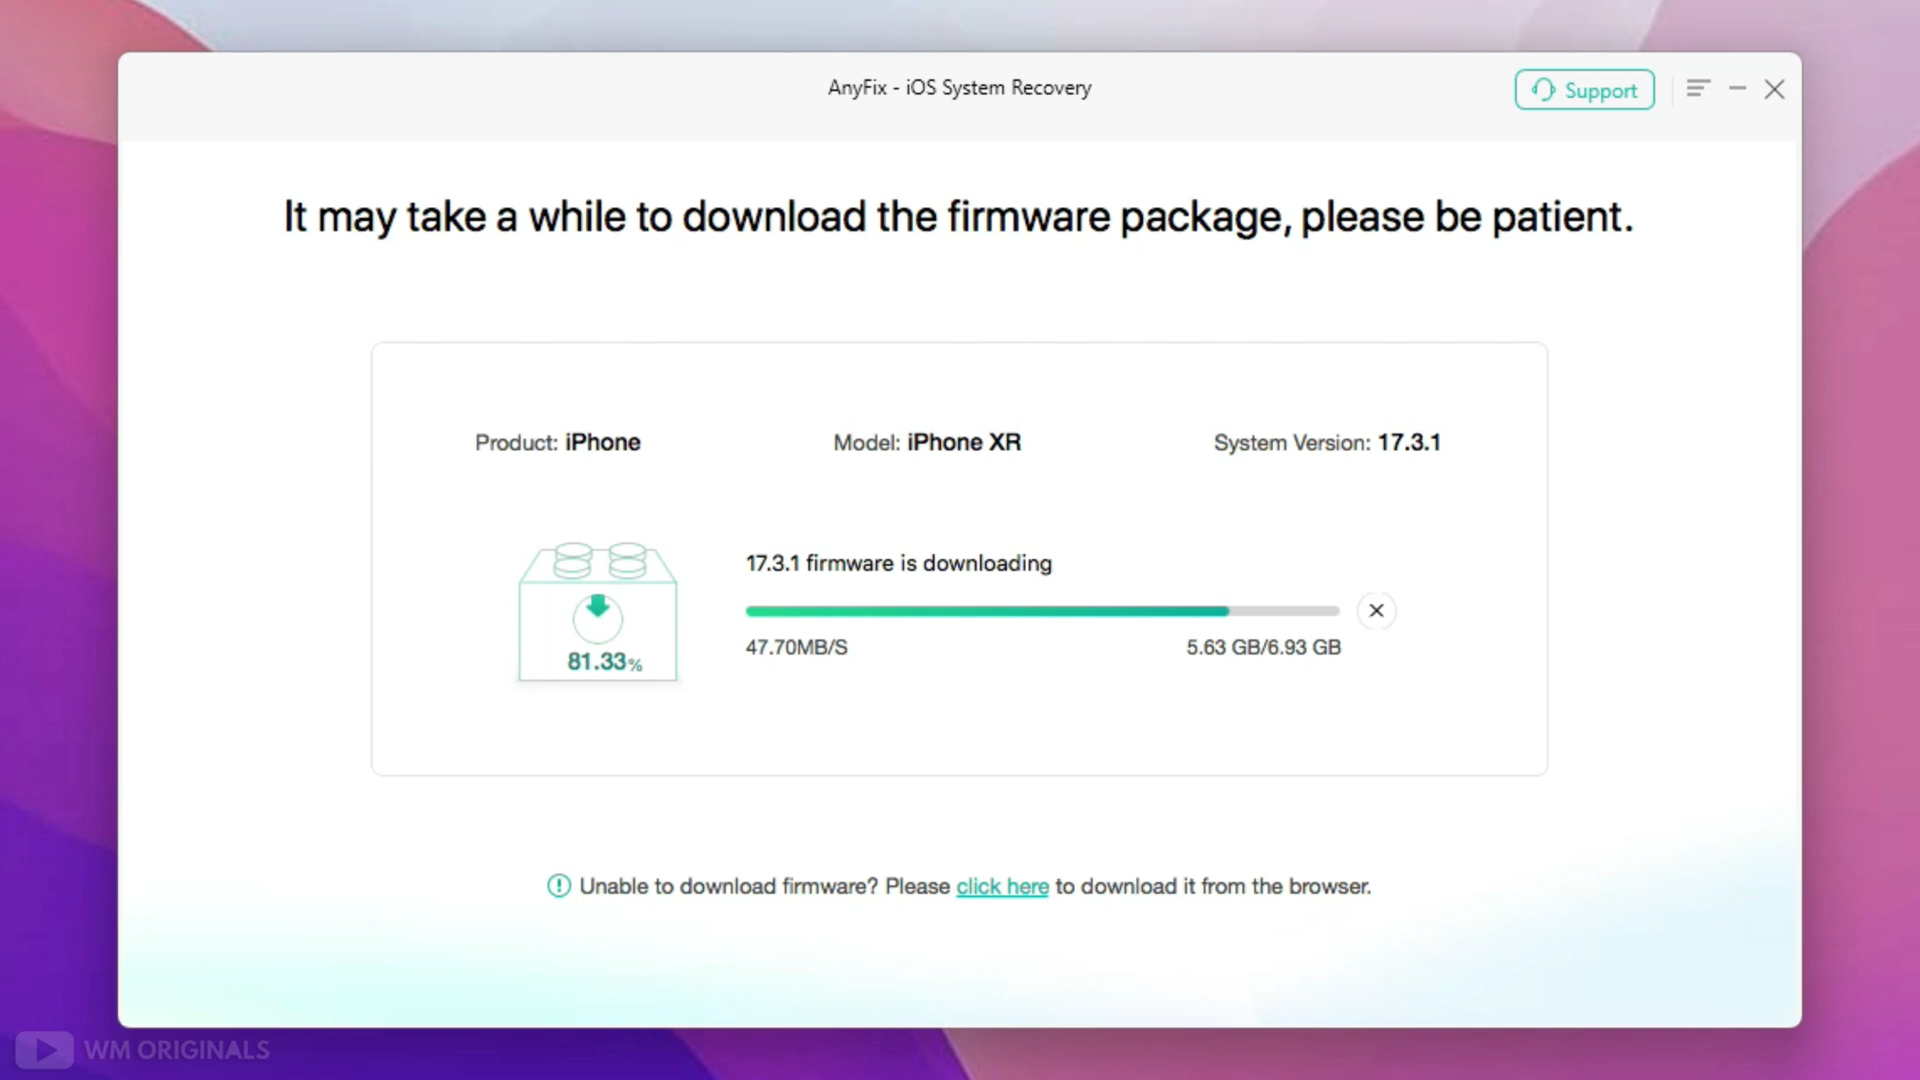 AnyFix - iOS System Recovery
Support
It may take a while to download the firmware package, please be patient.
Product: iPhone
Model: iPhone XR
System Version: 17.3.1
17.3.1 firmware is downloading
81.33%
47.70MB/S
5.63 GB/6.93 GB
Unable to download firmware? Please click here to download it from the browser.
WM ORIGINALS